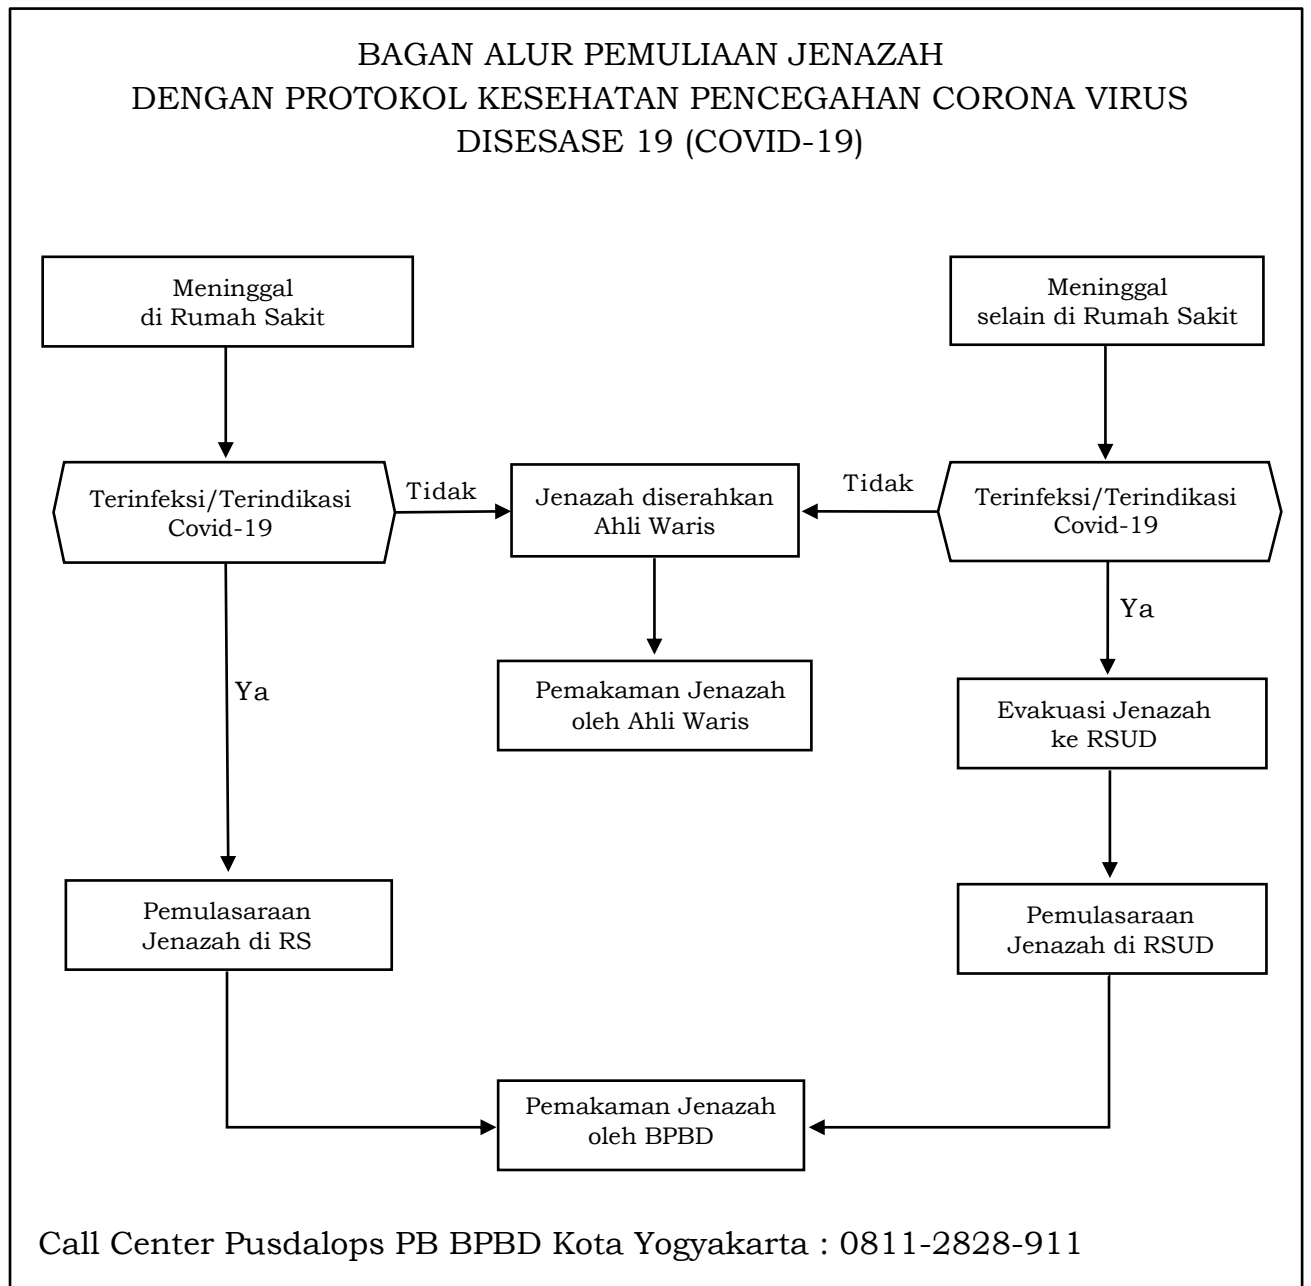 BAGAN ALUR PEMULIAAN JENAZAH
DENGAN PROTOKOL KESEHATAN PENCEGAHAN CORONA VIRUS
DISESASE 19 (COVID-19)
Meninggal
di Rumah Sakit
Meninggal
selain di Rumah Sakit
Terinfeksi/Terindikasi
Covid-19
Tidak
Jenazah diserahkan
Ahli Waris
Tidak
Terinfeksi/Terindikasi
Covid-19
Ya
Ya
Pemakaman Jenazah
oleh Ahli Waris
Evakuasi Jenazah
ke RSUD
Pemulasaraan
Jenazah di RS
Pemulasaraan
Jenazah di RSUD
Pemakaman Jenazah
oleh BPBD
Call Center Pusdalops PB BPBD Kota Yogyakarta : 0811-2828-911